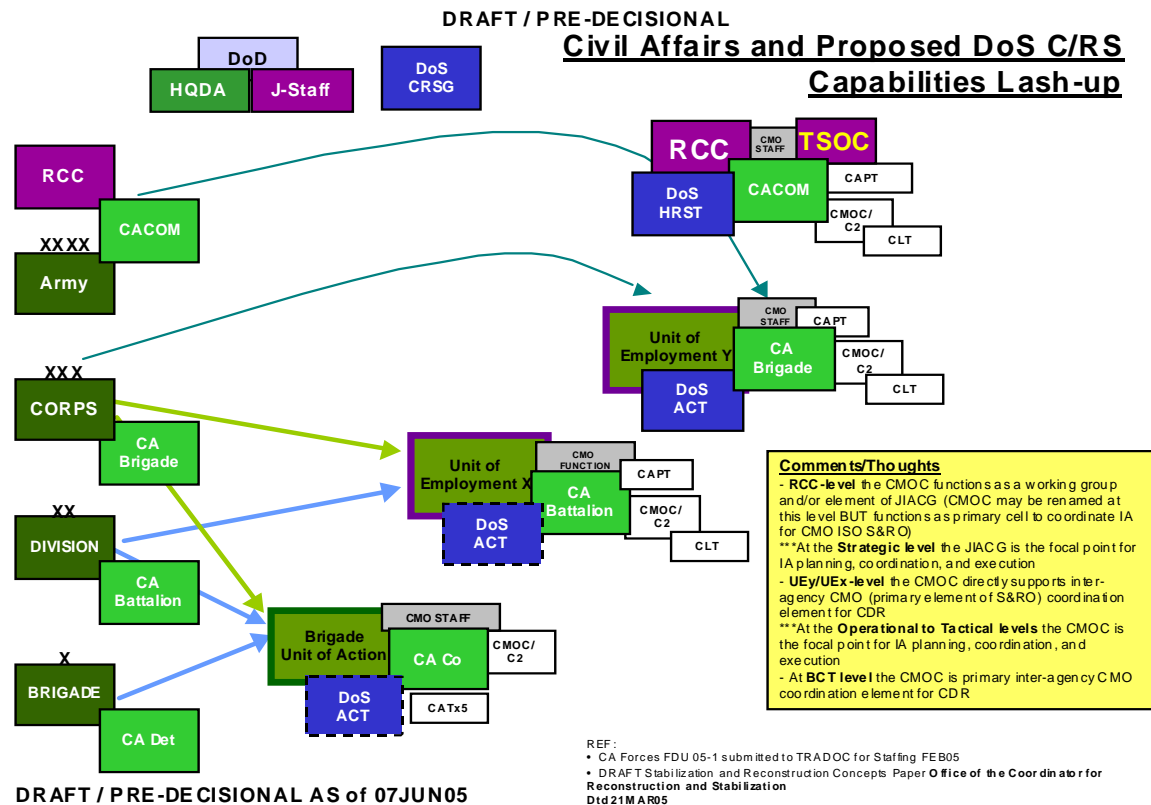 DRAFT / PRE-DECISIONAL
Civil Affairs and Proposed DoS C/RS
Capabilities Lash-up
DoD
HQDA
J-Staff
DoS
CRSG
RCC
CACOM
XXXX
Army
RCC
CMO
STAFF
TSOC
DoS
HRST
CACOM
CAPT
CMOC/
C2
CLT
Unit of
Employment Y
CMO
STAFF
CAPT
CA
Brigade
CMOC/
C2
CLT
DoS
ACT
XXX
CORPS
CA
Brigade
Unit of
Employment X
CMO
FUNCTION
CAPT
CA
Battalion
CMOC/
C2
CLT
DoS
ACT
XX
DIVISION
CA
Battalion
Brigade
Unit of Action
CMO STAFF
CA Co
CMOC/
C2
DoS
ACT
CATx5
X
BRIGADE
CA Det
Comments/Thoughts
- RCC-level the CMOC functions as a working group
and/or element of JIACG (CMOC may be renamed at
this level BUT functions as primary cell to coordinate IA
for CMO ISO S&RO)
***At the Strategic level the JIACG is the focal point for
IA planning, coordination, and execution
- UEy/UEx-level the CMOC directly supports inter-
agency CMO (primary element of S&RO) coordination
element for CDR
***At the Operational to Tactical levels the CMOC is
the focal point for IA planning, coordination, and
execution
- At BCT level the CMOC is primary inter-agency CMO
coordination element for CDR
REF:
• CA Forces FDU 05-1 submitted to TRADOC for Staffing FEB05
• DRAFT Stabilization and Reconstruction Concepts Paper Office of the Coordinator for
Reconstruction and Stabilization
Dtd 21MAR05
DRAFT / PRE-DECISIONAL AS of 07JUN05